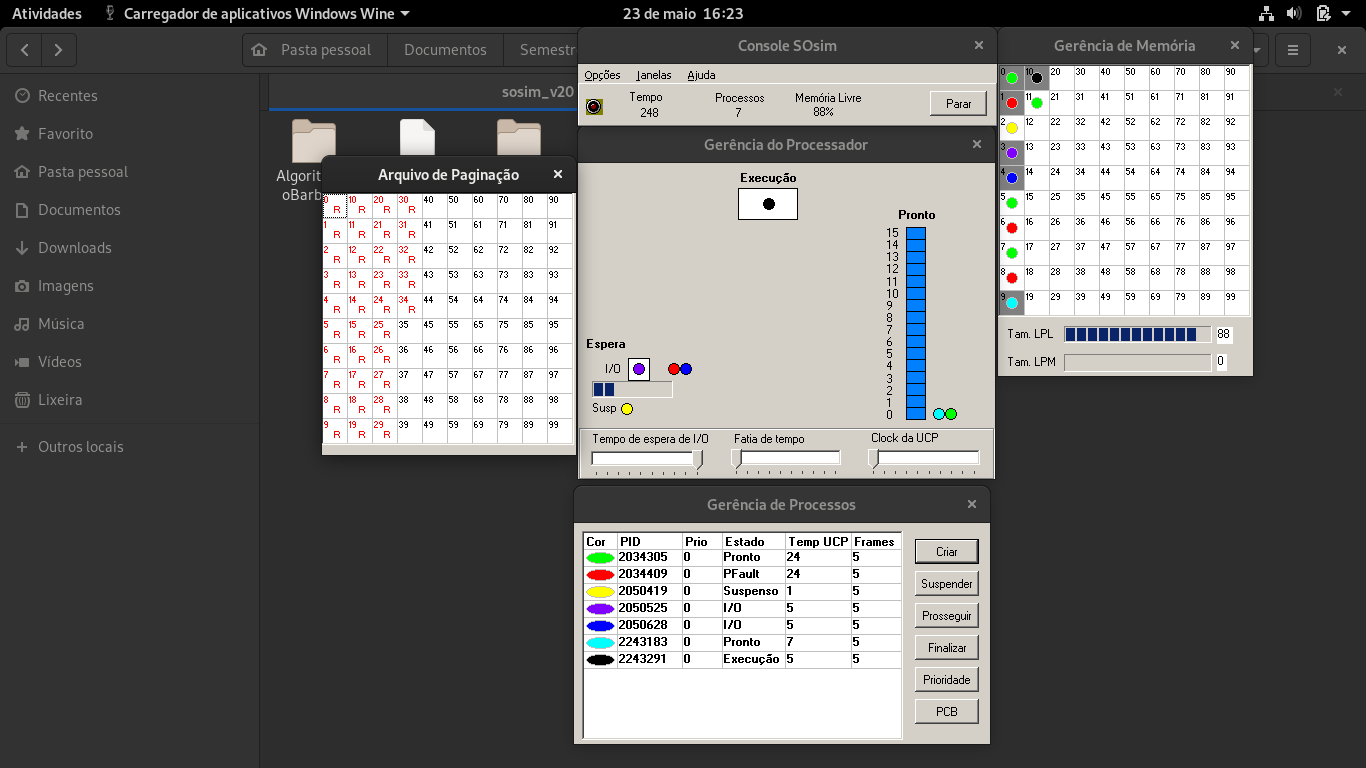 Atividades Carregador de aplicativos Windows Wine 23 de maio 16:23
Pasta pessoal Documentos Semestr
Recentes
Favorito
Pasta pessoal
Documentos
Downloads
Imagens
Música
Vídeos
Lixeira
Outros locais
sosim_v20
Algorit
oBarb
Arquivo de Paginação
0 10 20 30 40 50 60 70 80 90
R R R R
1 11 21 31 41 51 61 71 81 91
R R R R
2 12 22 32 42 52 62 72 82 92
R R R R
3 13 23 33 43 53 63 73 83 93
R R R R
4 14 24 34 44 54 64 74 84 94
R R R R
5 15 25 35 45 55 65 75 85 95
R R R
6 16 26 36 46 56 66 76 86 96
R R R
7 17 27 37 47 57 67 77 87 97
R R R
8 18 28 38 48 58 68 78 88 98
R R R
9 19 29 39 49 59 69 79 89 99
R R R
Console SOsim
Opções Janelas Ajuda
Tempo Processos Memória Livre
248 7 88%
Parar
Gerência do Processador
Execução
Pronto
15
14
13
12
11
10
9
8
7
6
5
4
3
2
1
0
Espera
I/O
Susp
Tempo de espera de I/O Fatia de tempo Clock da UCP
Gerência de Memória
0 10 20 30 40 50 60 70 80 90
1 11 21 31 41 51 61 71 81 91
2 12 22 32 42 52 62 72 82 92
3 13 23 33 43 53 63 73 83 93
4 14 24 34 44 54 64 74 84 94
5 15 25 35 45 55 65 75 85 95
6 16 26 36 46 56 66 76 86 96
7 17 27 37 47 57 67 77 87 97
8 18 28 38 48 58 68 78 88 98
9 19 29 39 49 59 69 79 89 99
Tam. LPL 88
Tam. LPM 0
Gerência de Processos
Cor PID Prio Estado Temp UCP Frames
2034305 0 Pronto 24 5
2034409 0 PFault 24 5
2050419 0 Suspenso 1 5
2050525 0 I/O 5 5
2050628 0 I/O 5 5
2243183 0 Pronto 7 5
2243291 0 Execução 5 5
Criar
Suspender
Prosseguir
Finalizar
Prioridade
PCB